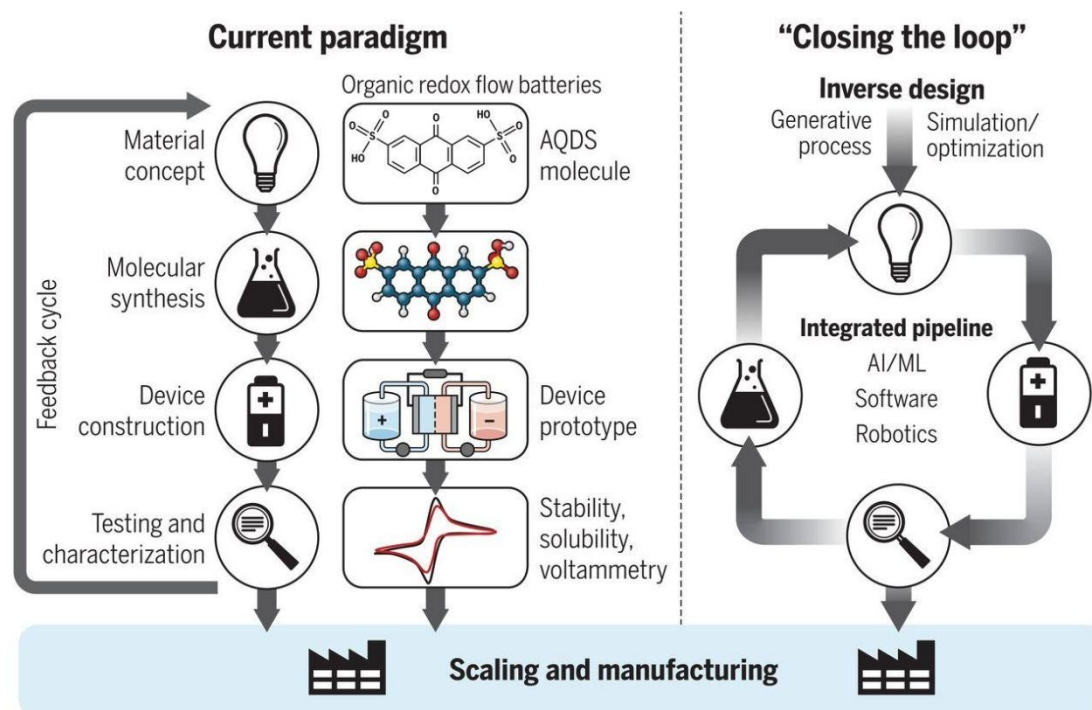 Current paradigm
Organic redox flow batteries
Feedback cycle
Material
concept
O
O
S
HO
O
O
HO
O
S
O
AQDS
molecule
Molecular
synthesis
Device
construction
+
−
+
−
Device
prototype
Testing and
characterization
Stability,
solubility,
voltammetry
“Closing the loop”
Inverse design
Generative
process
Simulation/
optimization
Integrated pipeline
AI/ML
Software
Robotics
+
−
Scaling and manufacturing